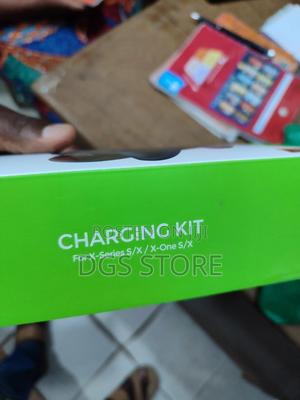 CHARGING KIT
For X-Series S/X / X-One S/X
DGS STORE